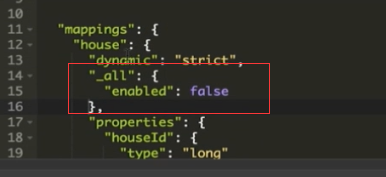 10
11 "mappings": {
12 "house": {
13 "dynamic": "strict",
14 "_all": {
15 "enabled": false
16 },
17 "properties": {
18 "houseId": {
19 "type": "long"